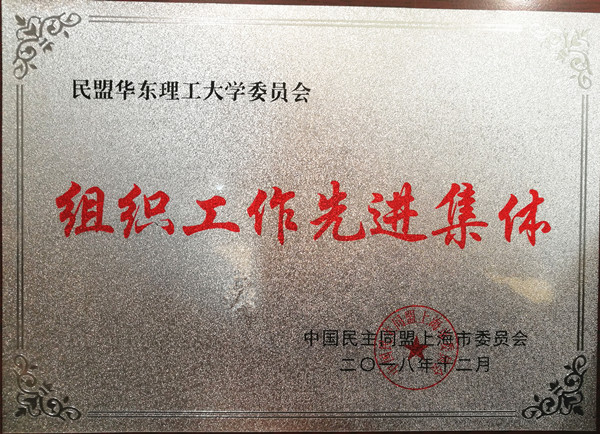 民盟华东理工大学委员会
组织工作先进集体
中国民主同盟上海市委员会
二〇一八年十二月